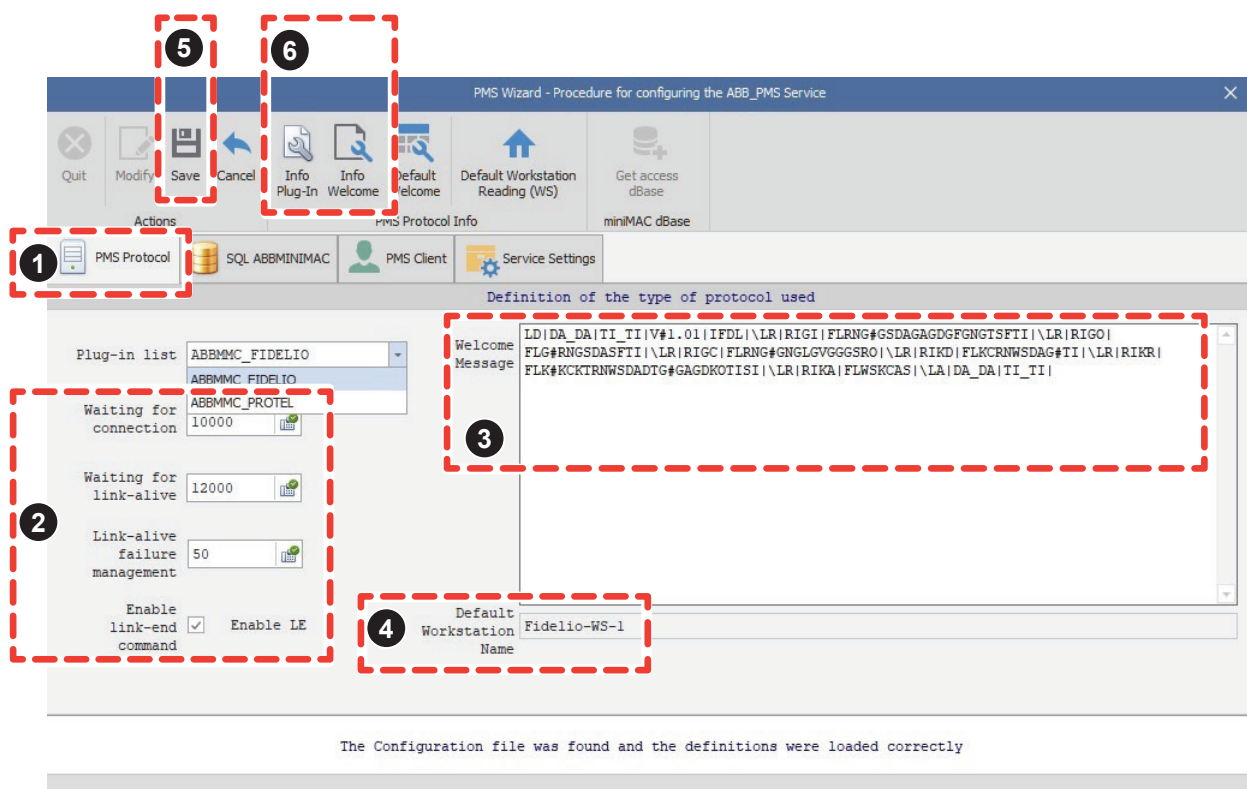 5
6
PMS Wizard - Procedure for configuring the ABB_PMS Service
Quit
Modify
Save
Cancel
Info
Plug-In
Info
Welcome
Default
Welcome
Default Workstation
Reading (WS)
Get access
dBase
Actions
PMS Protocol Info
miniMAC dBase
1
PMS Protocol
SQL ABBMINIMAC
PMS Client
Service Settings
Definition of the type of protocol used
Plug-in list
ABBMMC_FIDELIO
ABBMMC_FIDELIO
ABBMMC_PROTEL
Welcome
Message
LD|DA_DA|TI_TI|V#1.01|IFDL|\LR|RIGI|FLRNG#GSDAGAGDGFGNGTSFTI|\LR|RIGO|
FLG#RNGSDASFTI|\LR|RIGC|FLRNG#GNGLGVGGGSRO|\LR|RIKD|FLKCRNWSDAG#TI|\LR|RIKR|
FLK#KCKTRNWSDADTG#GAGDKOTISI|\LR|RIKA|FLWSKCAS|\LA|DA_DA|TI_TI|
3
2
Waiting for
connection
10000
Waiting for
link-alive
12000
Link-alive
failure
management
50
Enable
link-end
command
Enable LE
4
Default
Workstation
Name
Fidelio-WS-1
The Configuration file was found and the definitions were loaded correctly